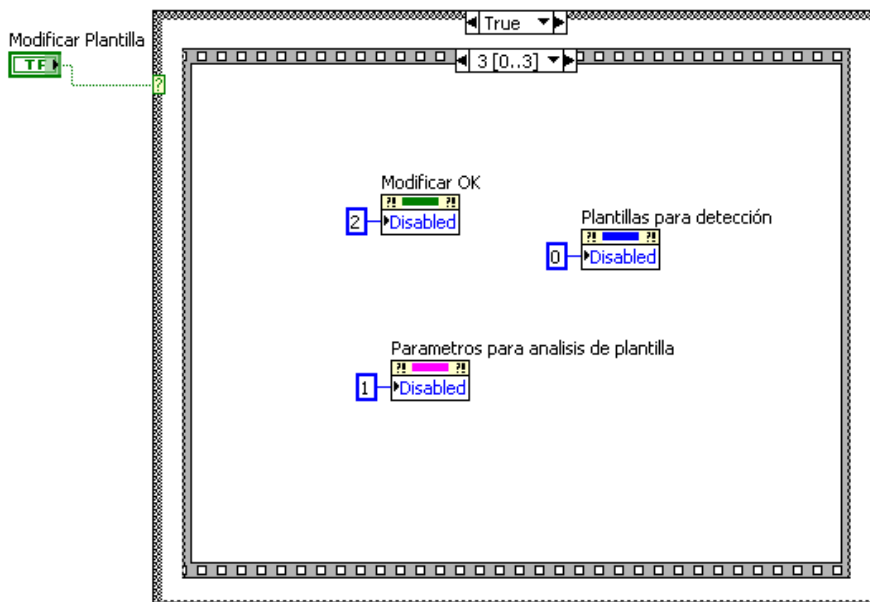 True
Modificar Plantilla
TF
?
3 [0..3]
Modificar OK
?! ?!
2
Disabled
Plantillas para detección
?! ?!
0
Disabled
Parametros para analisis de plantilla
?! ?!
1
Disabled